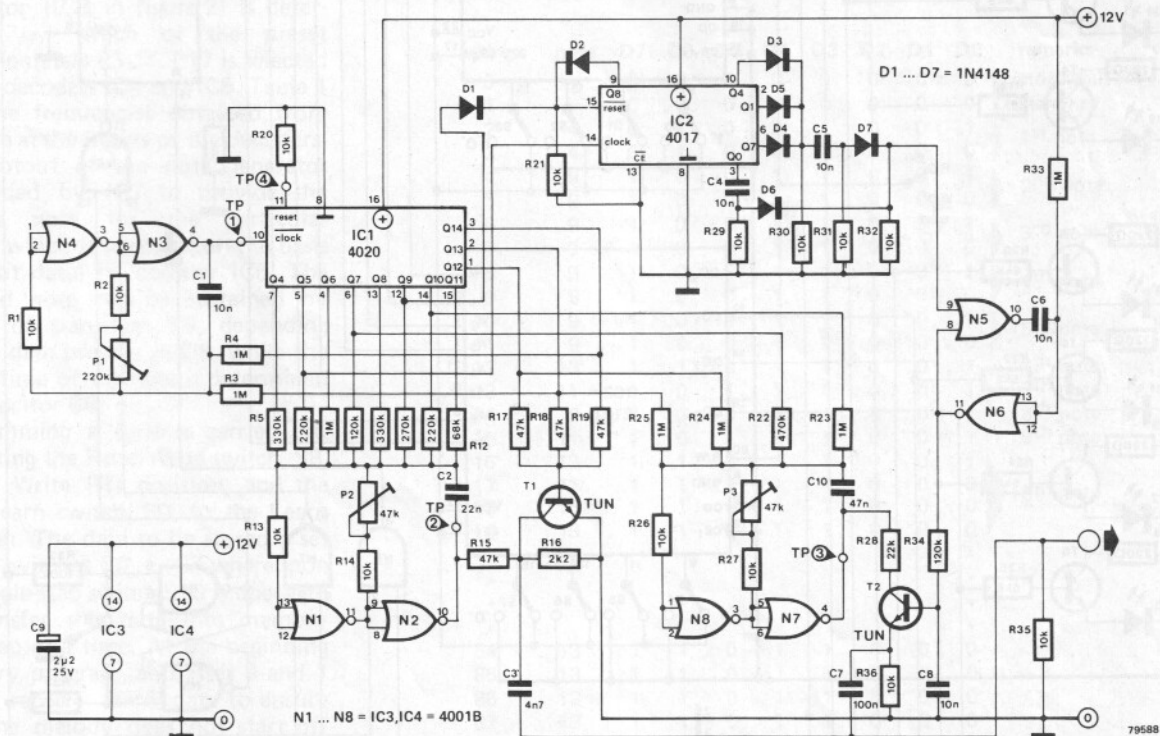 12V
D1 ... D7 = 1N4148
D2
D3
D1
9
16
10
Q8
Q4
15
reset
Q1
2
D5
IC2
4017
Q7
6
D4
C5
10n
D7
14
clock
CE
Q0
13
8
3
R21
10k
C4
10n
D6
R29
10k
R30
10k
R31
10k
R32
10k
R33
1M
R20
10k
TP 4
TP 1
11
8
16
reset
10
clock
IC1
4020
Q14
3
Q13
2
Q12
1
Q4 Q5 Q6 Q7 Q8 Q9 Q10 Q11
7 5 4 6 13 12 14 15
1
2
N4
3
5
6
N3
4
C1
10n
R1
10k
R2
10k
P1
220k
R4
1M
R3
1M
9
8
N5
10
C6
10n
11
N6
13
12
R5
330k
220k
1M
120k
330k
270k
220k
68k
R12
R17
47k
R18
47k
R19
47k
R25
1M
R24
1M
R22
470k
R23
1M
P2
47k
C2
22n
TP 2
T1
TUN
R13
10k
R14
10k
R15
47k
R16
2k2
R26
10k
P3
47k
R27
10k
C10
47n
TP 3
R28
22k
R34
120k
T2
TUN
13
12
N1
11
9
8
N2
10
1
2
N8
3
5
6
N7
4
R35
10k
12V
14
14
IC3
IC4
7
7
C9
2µ2
25V
0
C3
4n7
C7
100n
R36
10k
C8
10n
0
N1 ... N8 = IC3,IC4 = 4001B
79588